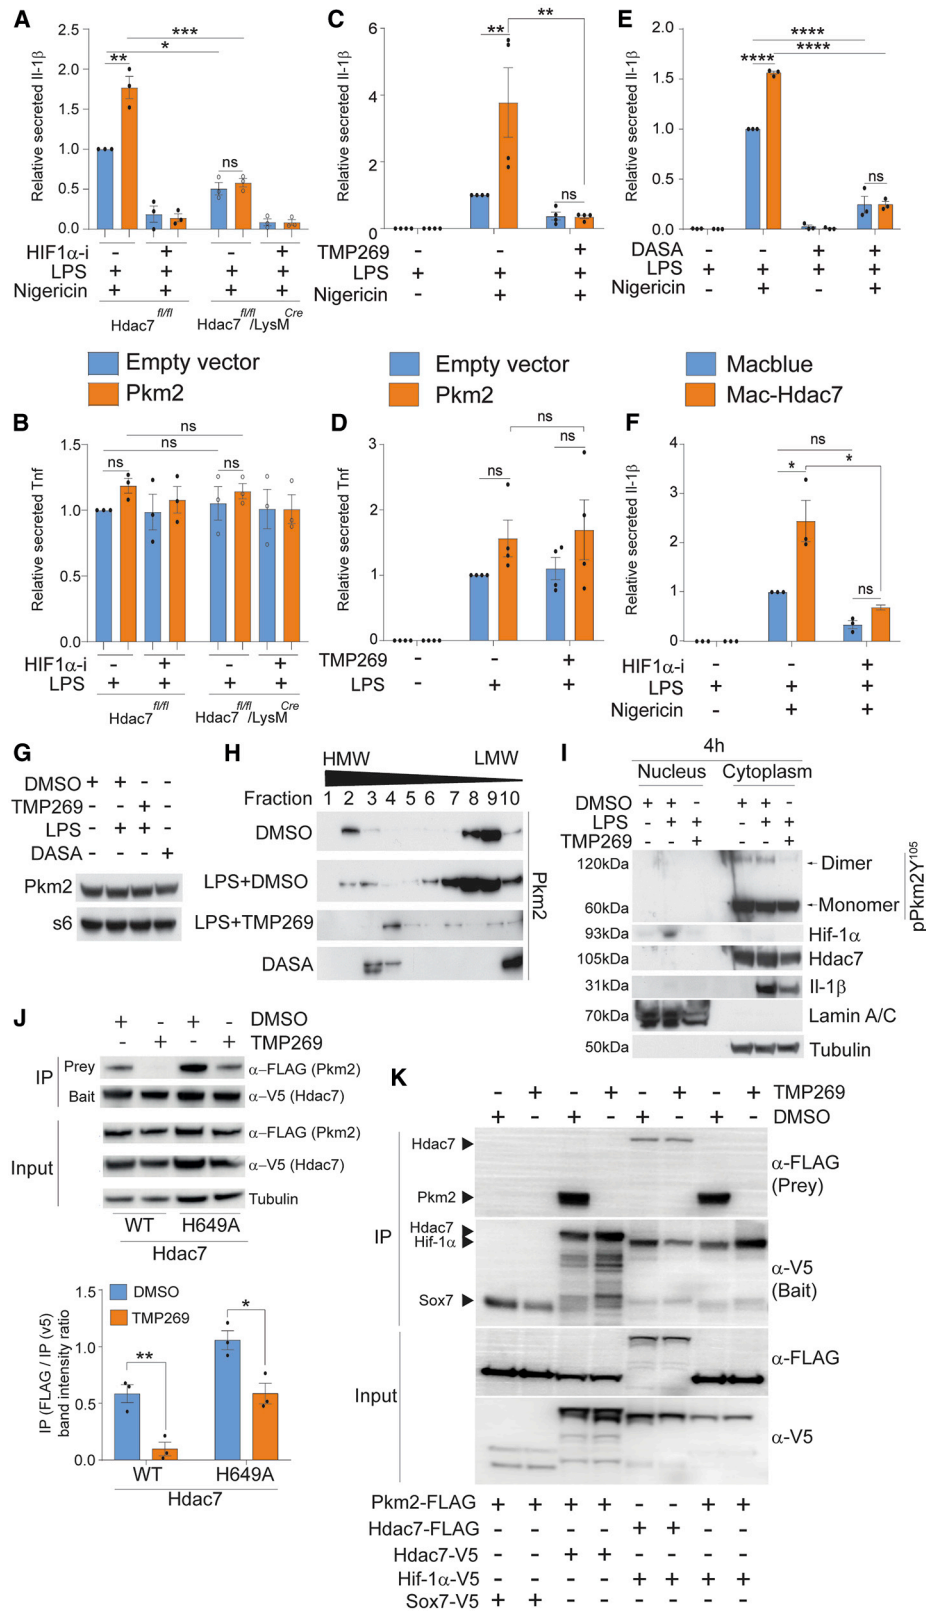 A
Relative secreted Il-1β
2.5
2.0
1.5
1.0
0.5
0.0
***
*
**
ns
HIF1α-i - + - +
LPS + + + +
Nigericin + + + +
Hdac7 fl/fl Hdac7 fl/fl/LysM Cre
C
Relative secreted Il-1β
6
4
2
0
**
**
ns
TMP269 - - +
LPS + + +
Nigericin - + +
E
Relative secreted Il-1β
2.0
1.5
1.0
0.5
0.0
****
****
****
ns
DASA - - + +
LPS + + + +
Nigericin - + - +
Empty vector
Pkm2
Empty vector
Pkm2
Macblue
Mac-Hdac7
B
Relative secreted Tnf
1.5
1.0
0.5
0.0
ns
ns
ns
ns
HIF1α-i - + - +
LPS + + + +
Hdac7 fl/fl Hdac7 fl/fl/LysM Cre
D
Relative secreted Tnf
3
2
1
0
ns
ns
ns
TMP269 - - +
LPS - + +
F
Relative secreted Il-1β
4
3
2
1
0
ns
*
*
ns
HIF1α-i - - +
LPS + + +
Nigericin - + +
G
DMSO + + - -
TMP269 - - + -
LPS - + + -
DASA - - - +
Pkm2
s6
H
HMW LMW
Fraction 1 2 3 4 5 6 7 8 9 10
DMSO
LPS+DMSO
LPS+TMP269
DASA
Pkm2
I
4h
Nucleus Cytoplasm
DMSO + + - + + -
LPS - + + - + +
TMP269 - - + - - +
120kDa Dimer
60kDa Monomer
pPkm2Y105
93kDa Hif-1α
105kDa Hdac7
31kDa Il-1β
70kDa Lamin A/C
50kDa Tubulin
J
+ - + - DMSO
- + - + TMP269
IP
Prey α-FLAG (Pkm2)
Bait α-V5 (Hdac7)
Input
α-FLAG (Pkm2)
α-V5 (Hdac7)
Tubulin
WT H649A
Hdac7
IP (FLAG / IP (v5)
band intensity ratio
1.5
1.0
0.5
0.0
DMSO
TMP269
**
*
WT H649A
Hdac7
K
- + - + - + - + TMP269
+ - + - + - + - DMSO
IP
Hdac7
Pkm2
α-FLAG
(Prey)
Hdac7
Hif-1α
Sox7
α-V5
(Bait)
Input
α-FLAG
α-V5
Pkm2-FLAG + + + + - - + +
Hdac7-FLAG - - - - + + - -
Hdac7-V5 - - + + - - - -
Hif-1α-V5 - - - - + + + +
Sox7-V5 + + - - - - - -